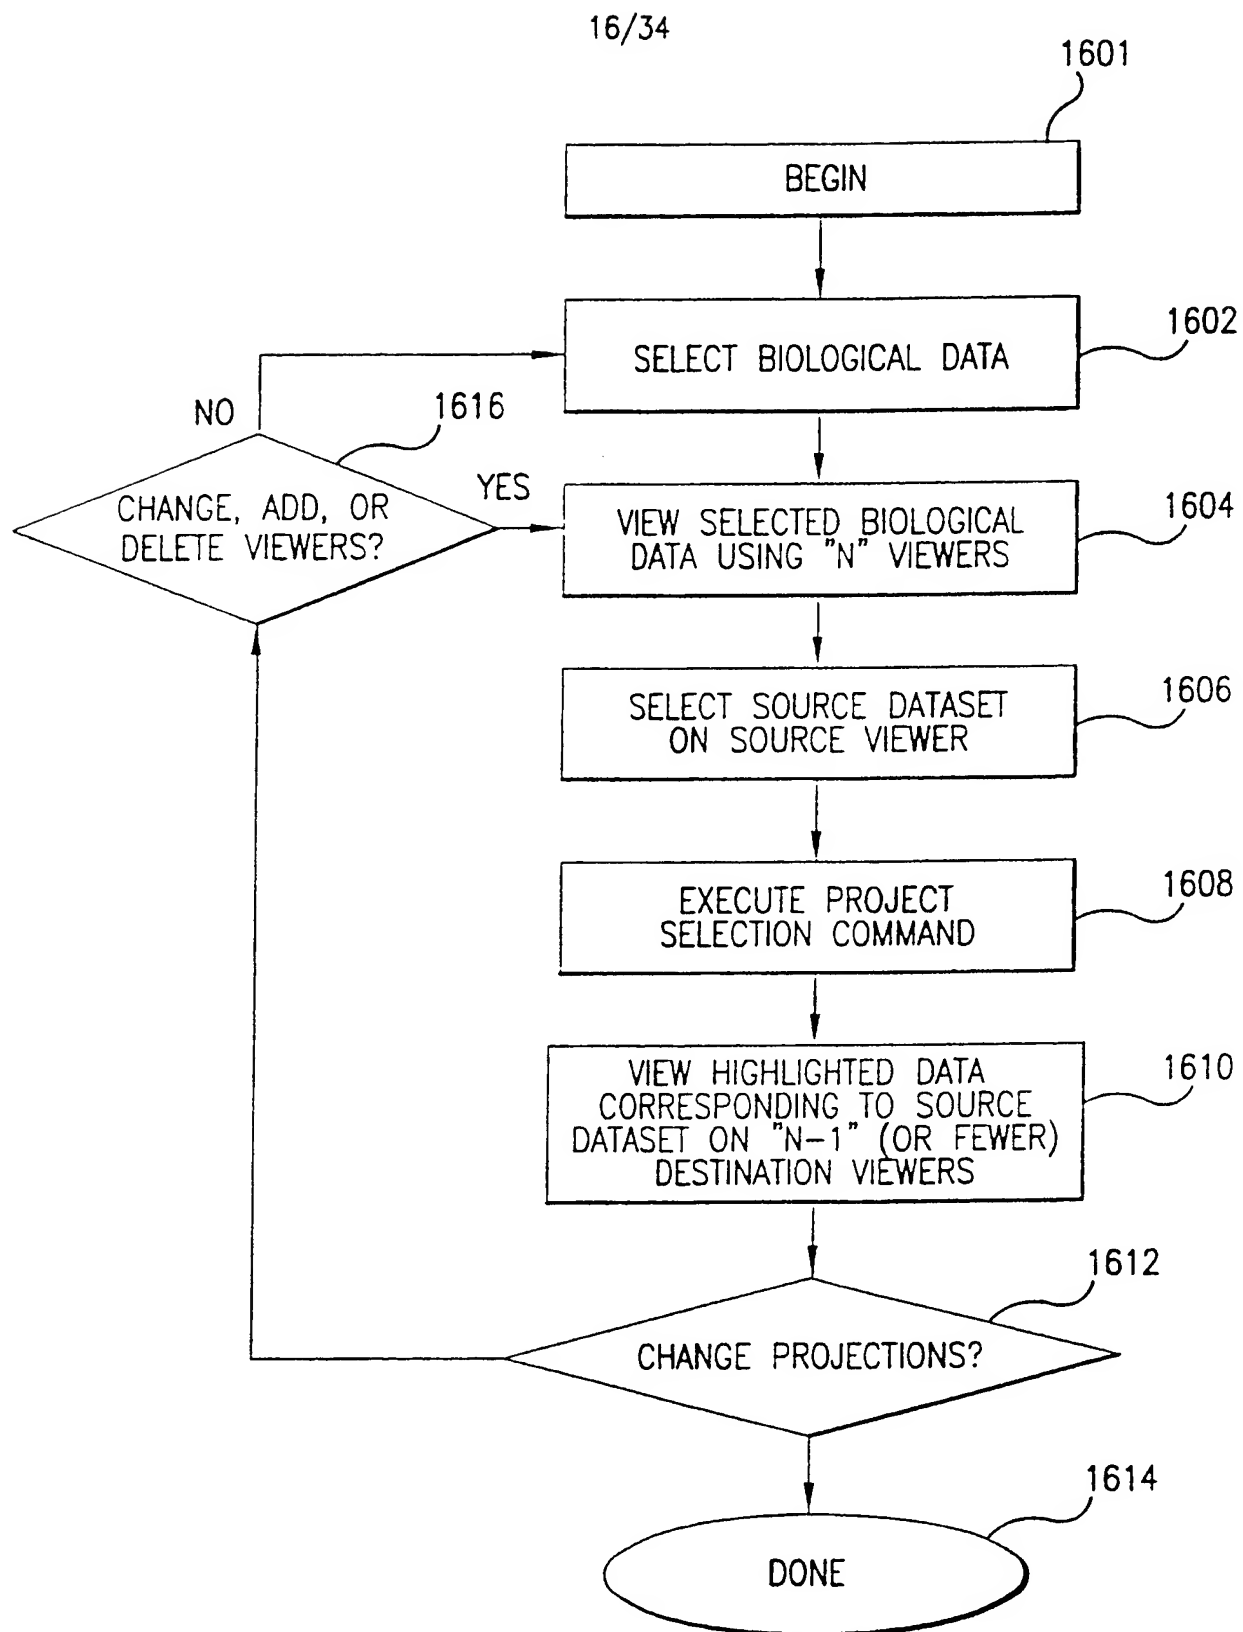 16/34
1601
BEGIN
1602
SELECT BIOLOGICAL DATA
NO
1616
CHANGE, ADD, OR
DELETE VIEWERS?
YES
1604
VIEW SELECTED BIOLOGICAL
DATA USING "N" VIEWERS
1606
SELECT SOURCE DATASET
ON SOURCE VIEWER
1608
EXECUTE PROJECT
SELECTION COMMAND
1610
VIEW HIGHLIGHTED DATA
CORRESPONDING TO SOURCE
DATASET ON "N-1" (OR FEWER)
DESTINATION VIEWERS
1612
CHANGE PROJECTIONS?
1614
DONE